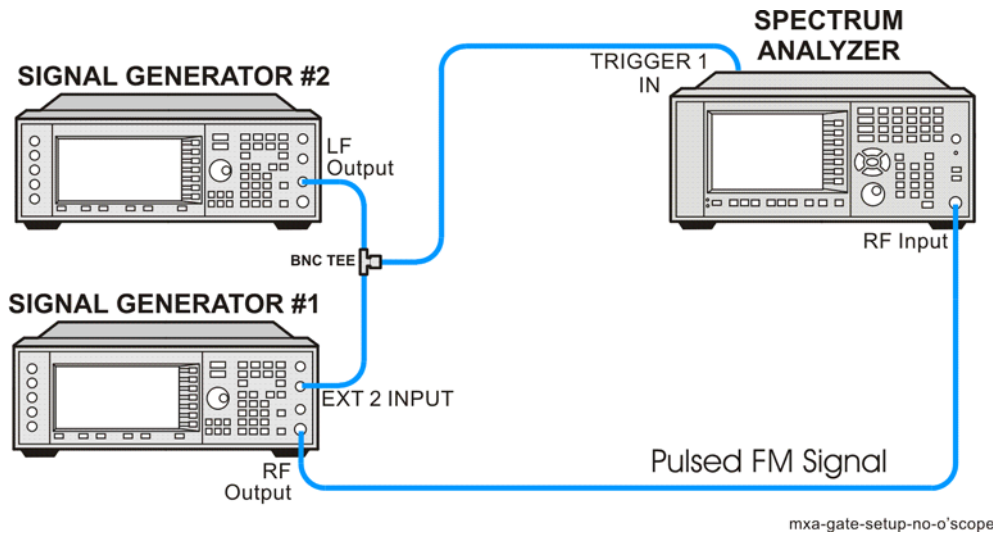 SPECTRUM
ANALYZER
TRIGGER 1
IN
SIGNAL GENERATOR #2
LF
Output
RF Input
BNC TEE
SIGNAL GENERATOR #1
EXT 2 INPUT
RF
Output
Pulsed FM Signal
mxa-gate-setup-no-o'scope